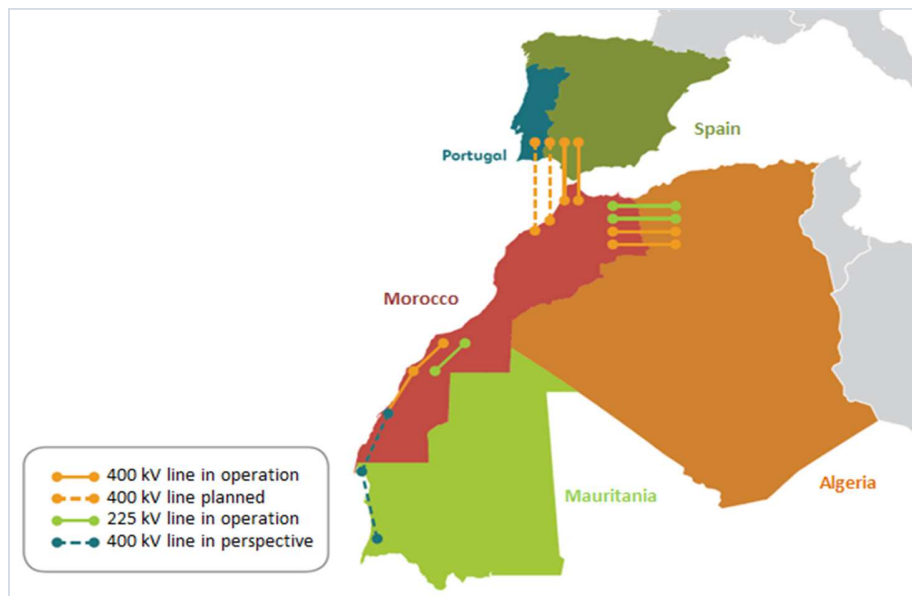 Spain
Portugal
Morocco
Mauritania
Algeria
400 kV line in operation
400 kV line planned
225 kV line in operation
400 kV line in perspective